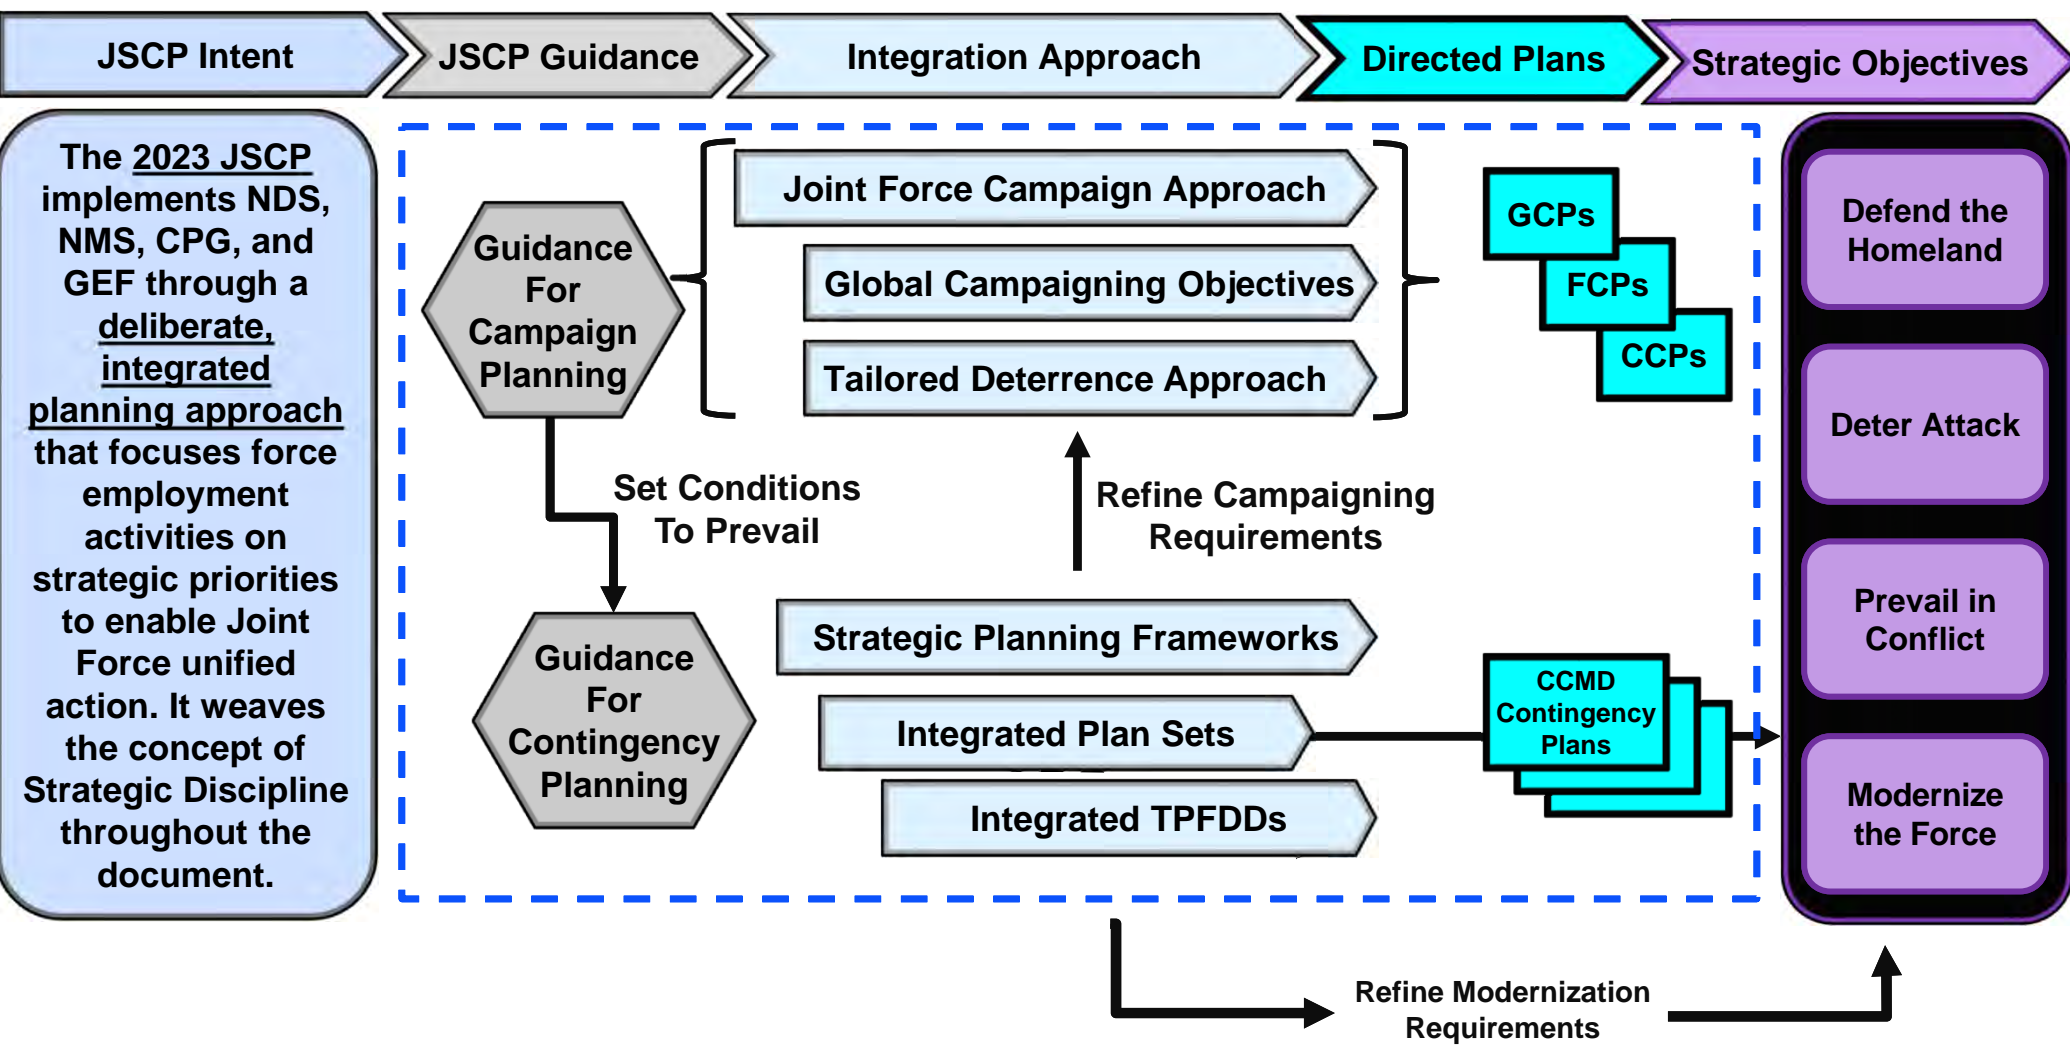 JSCP Intent
JSCP Guidance
Integration Approach
Directed Plans
Strategic Objectives
The 2023 JSCP
implements NDS,
NMS, CPG, and
GEF through a
deliberate,
integrated
planning approach
that focuses force
employment
activities on
strategic priorities
to enable Joint
Force unified
action. It weaves
the concept of
Strategic Discipline
throughout the
document.
Guidance
For
Campaign
Planning
Joint Force Campaign Approach
Global Campaigning Objectives
Tailored Deterrence Approach
GCPs
FCPs
CCPs
Set Conditions
To Prevail
Refine Campaigning
Requirements
Guidance
For
Contingency
Planning
Strategic Planning Frameworks
Integrated Plan Sets
Integrated TPFDDs
CCMD
Contingency
Plans
Defend the
Homeland
Deter Attack
Prevail in
Conflict
Modernize
the Force
Refine Modernization
Requirements